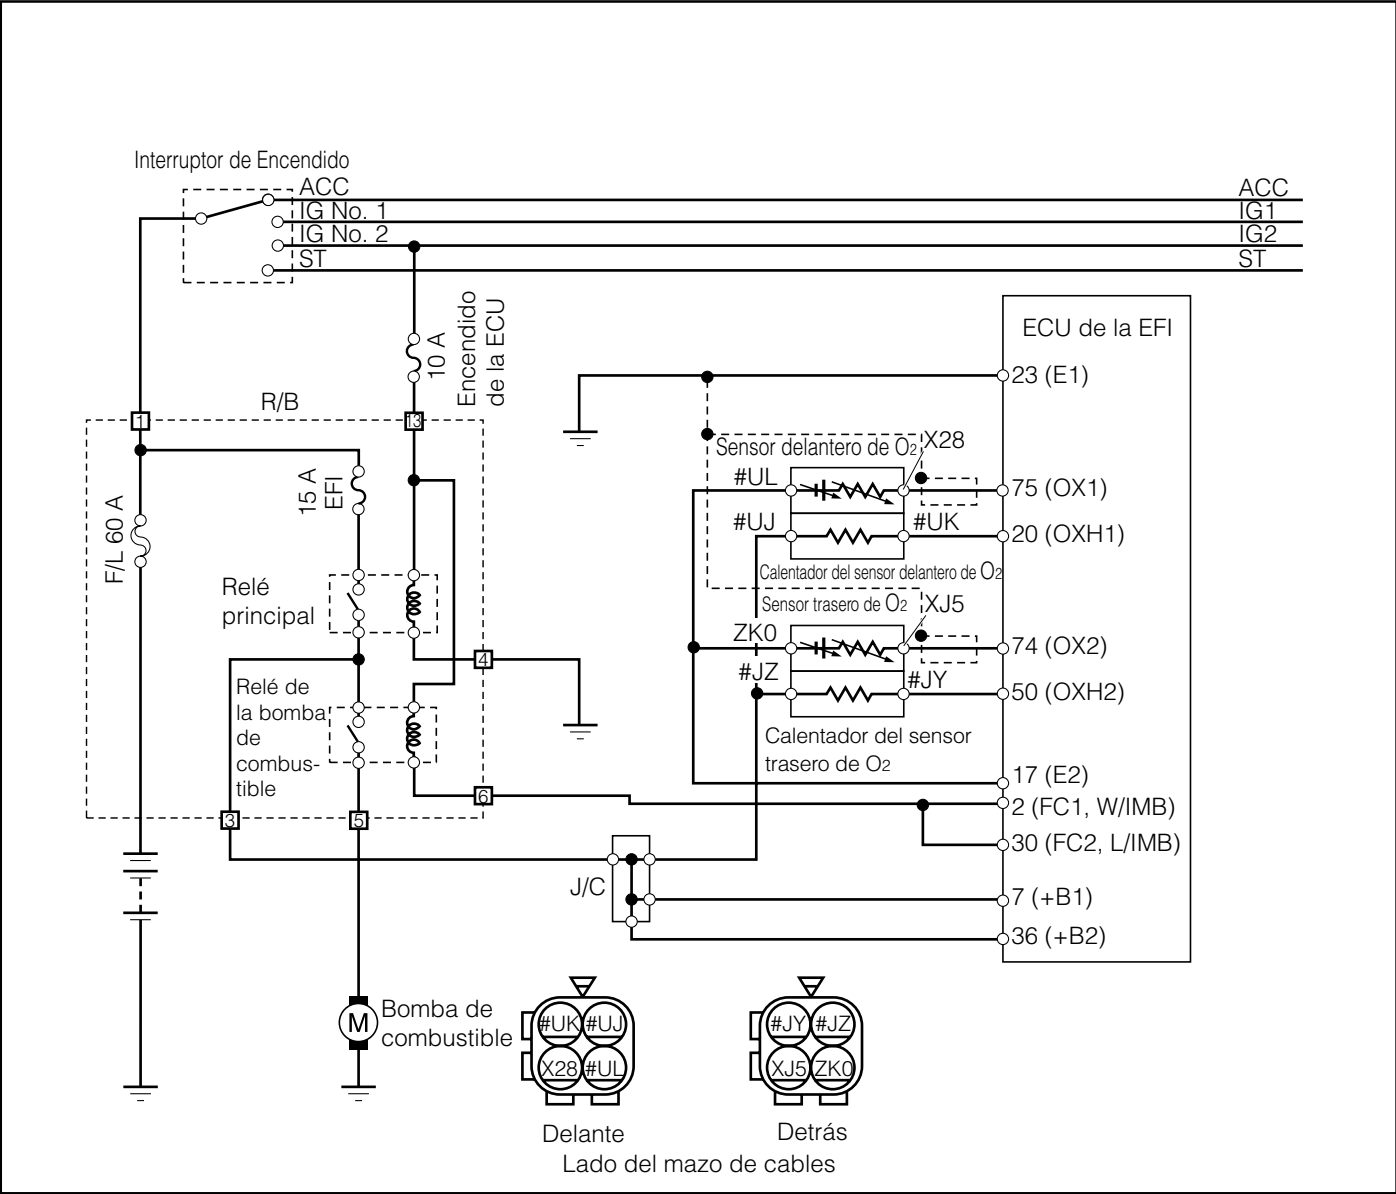 Interruptor de Encendido
ACC
IG No. 1
IG No. 2
ST
ACC
IG1
IG2
ST
10 A
Encendido
de la ECU
ECU de la EFI
23 (E1)
R/B
1
13
Sensor delantero de O2
X28
15 A
EFI
#UL
75 (OX1)
F/L 60 A
#UJ
#UK
20 (OXH1)
Calentador del sensor delantero de O2
Relé
principal
Sensor trasero de O2
XJ5
ZK0
74 (OX2)
4
#JZ
#JY
50 (OXH2)
Relé de
la bomba
de
combus-
tible
Calentador del sensor
trasero de O2
17 (E2)
6
2 (FC1, W/IMB)
3
5
30 (FC2, L/IMB)
J/C
7 (+B1)
36 (+B2)
M
Bomba de
combustible
#UK
#UJ
X28
#UL
#JY
#JZ
XJ5
ZK0
Delante
Detrás
Lado del mazo de cables